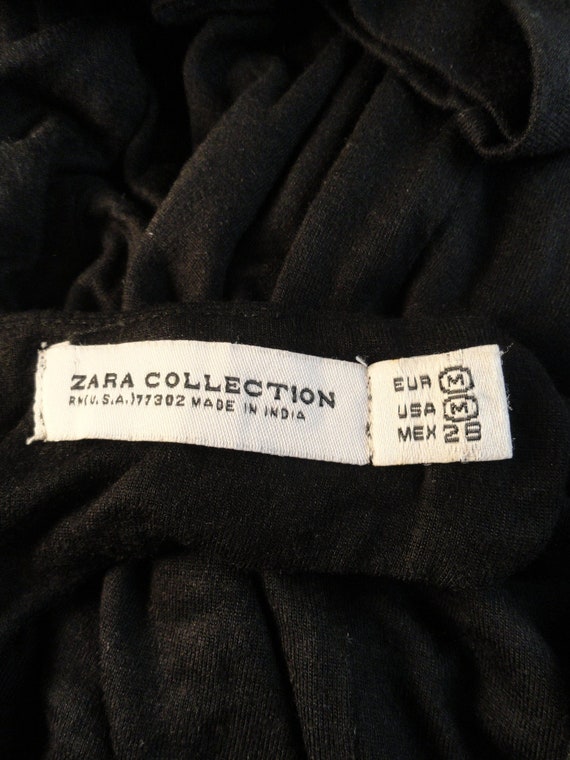 ZARA COLLECTION
RN(U.S.A.)77302 MADE IN INDIA
EUR M
USA M
MEX 28